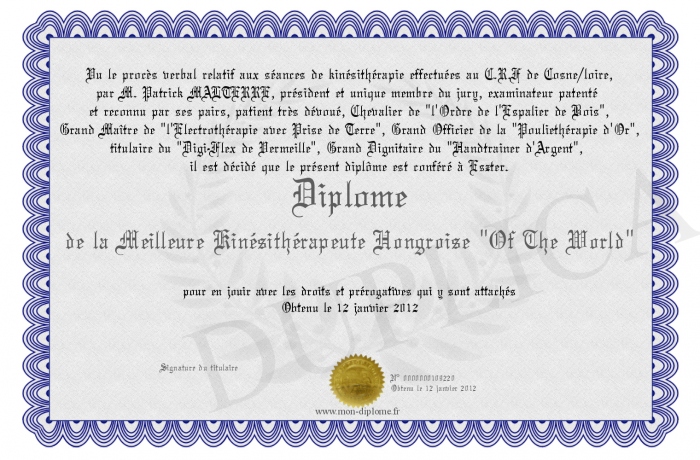 Vu le procès verbal relatif aux séances de kinésithérapie effectuées au C.R.F de Cosne/loire,
par M. Patrick MALTERRE, président et unique membre du jury, examinateur patenté
et reconnu par ses pairs, patient très dévoué, Chevalier de "l'Ordre de l'Espalier de Bois",
Grand Maître de "l'Electrothérapie avec Prise de Terre", Grand Officier de la "Pouliethérapie d'Or",
titulaire du "Digi-Flex de Vermeille", Grand Dignitaire du "Handtrainer d'Argent",
il est décidé que le présent diplôme est conféré à Eszter.
Diplome
de la Meilleure Kinésithérapeute Hongroise "Of The World"
DUPLICATA
pour en jouir avec les droits et prérogatives qui y sont attachés
Obtenu le 12 janvier 2012
Signature du titulaire
N° 0000000109220
Obtenu le 12 janvier 2012
www.mon-diplome.fr